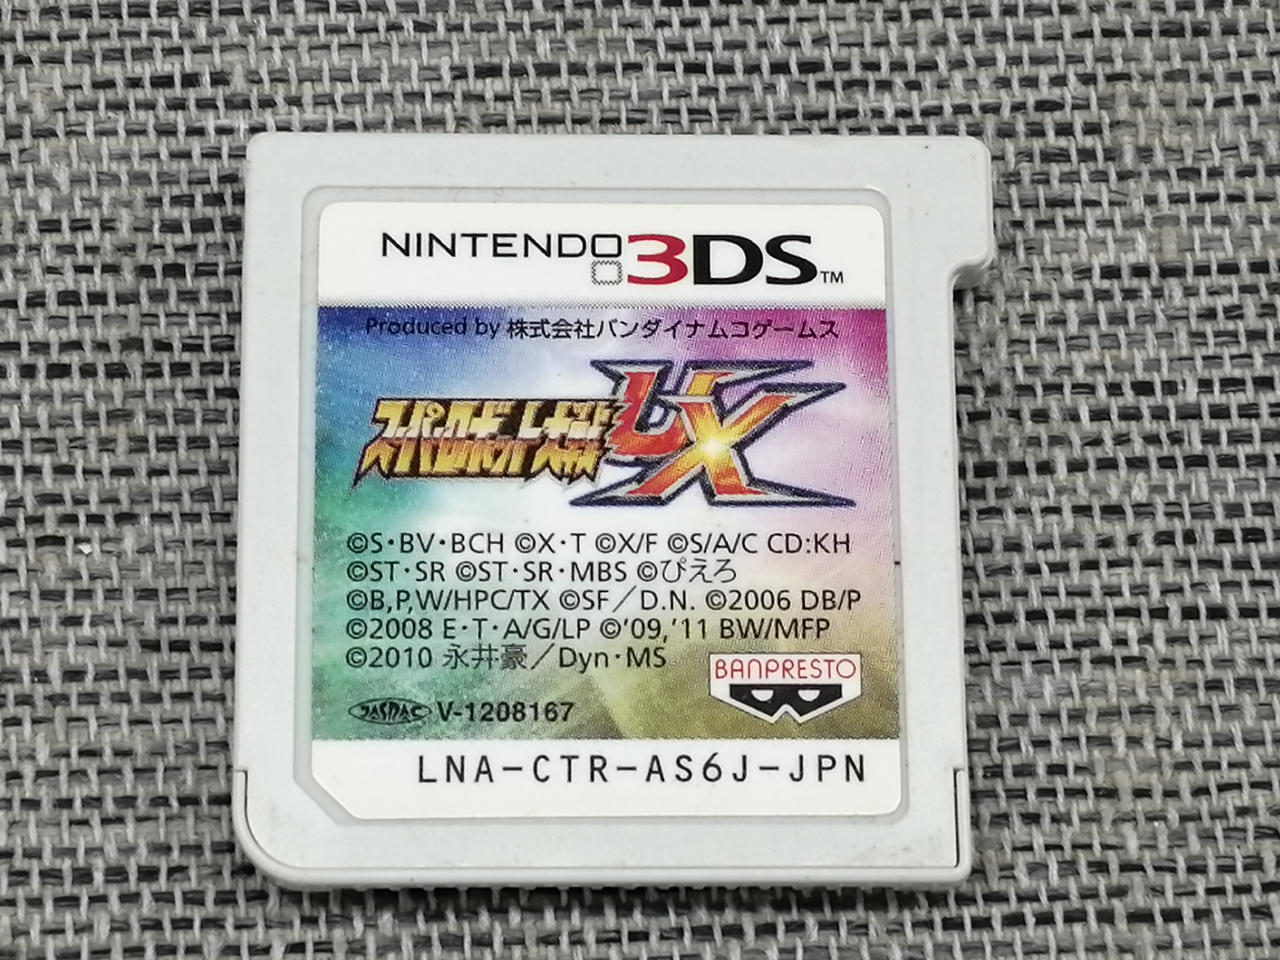 NINTENDO 3DS™
Produced by 株式会社バンダイナムコゲームス
スーパーロボット大戦 UX
©S・BV・BCH ©X・T ©X/F ©S/A/C CD:KH
©ST・SR ©ST・SR・MBS ©ぴえろ
©B,P,W/HPC/TX ©SF/D.N. ©2006 DB/P
©2008 E・T・A/G/LP ©'09,'11 BW/MFP
©2010 永井豪/Dyn・MS
BANPRESTO
JASRAC V-1208167
LNA-CTR-AS6J-JPN